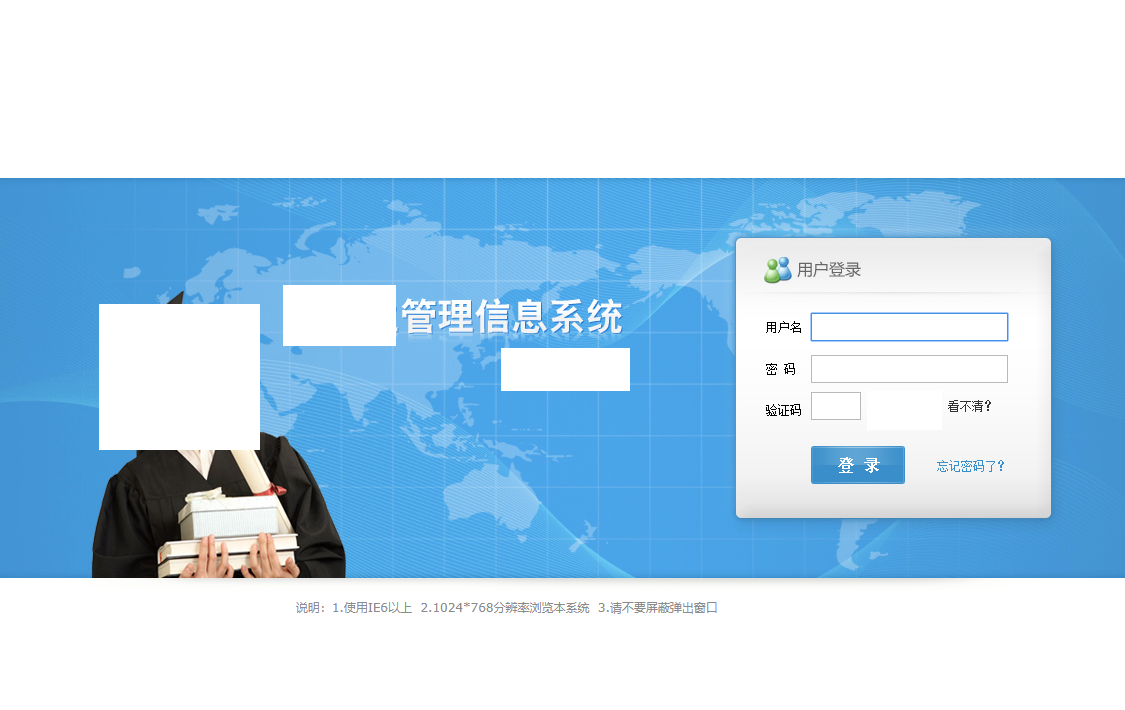 管理信息系统
用户登录
用户名
密 码
验证码
看不清?
登 录
忘记密码了?
说明：1.使用IE6以上 2.1024*768分辨率浏览本系统 3.请不要屏蔽弹出窗口